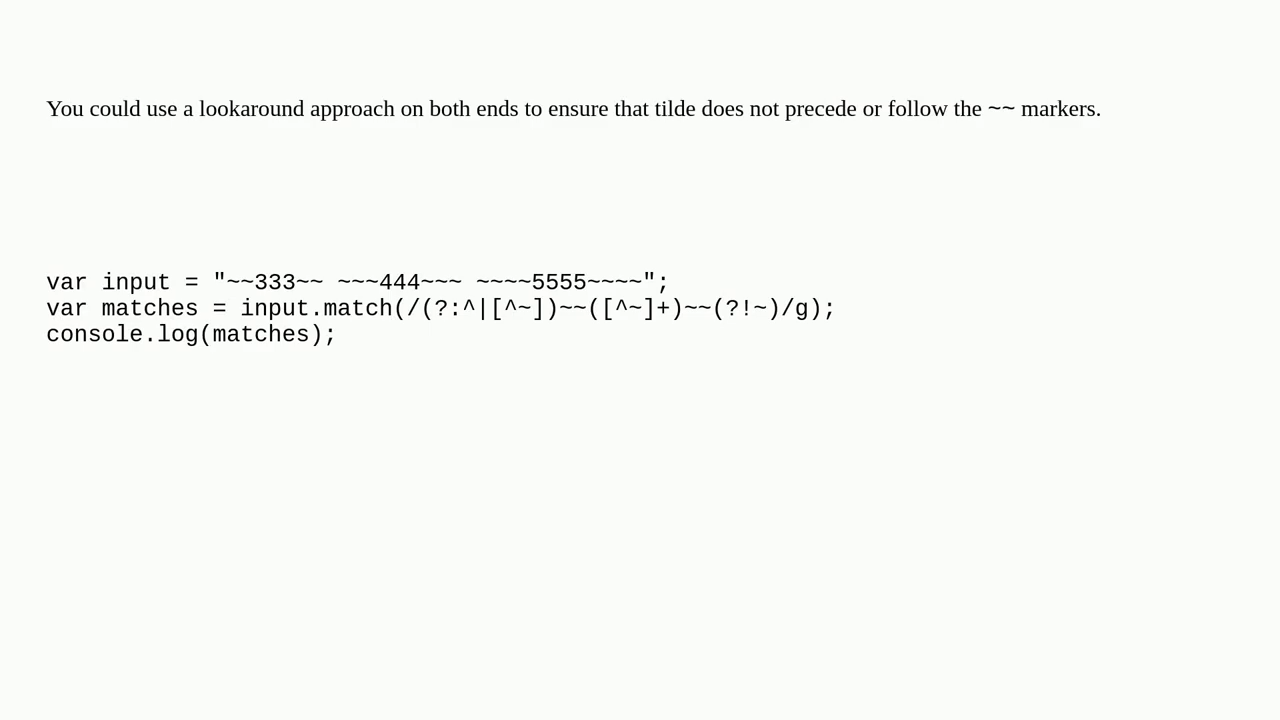 You could use a lookaround approach on both ends to ensure that tilde does not precede or follow the ~~ markers.
var input = "~~333~~ ~~~444~~~ ~~~~5555~~~~";
var matches = input.match(/(?:^|[^~])~~([^~]+)~~(?!~)/g);
console.log(matches);